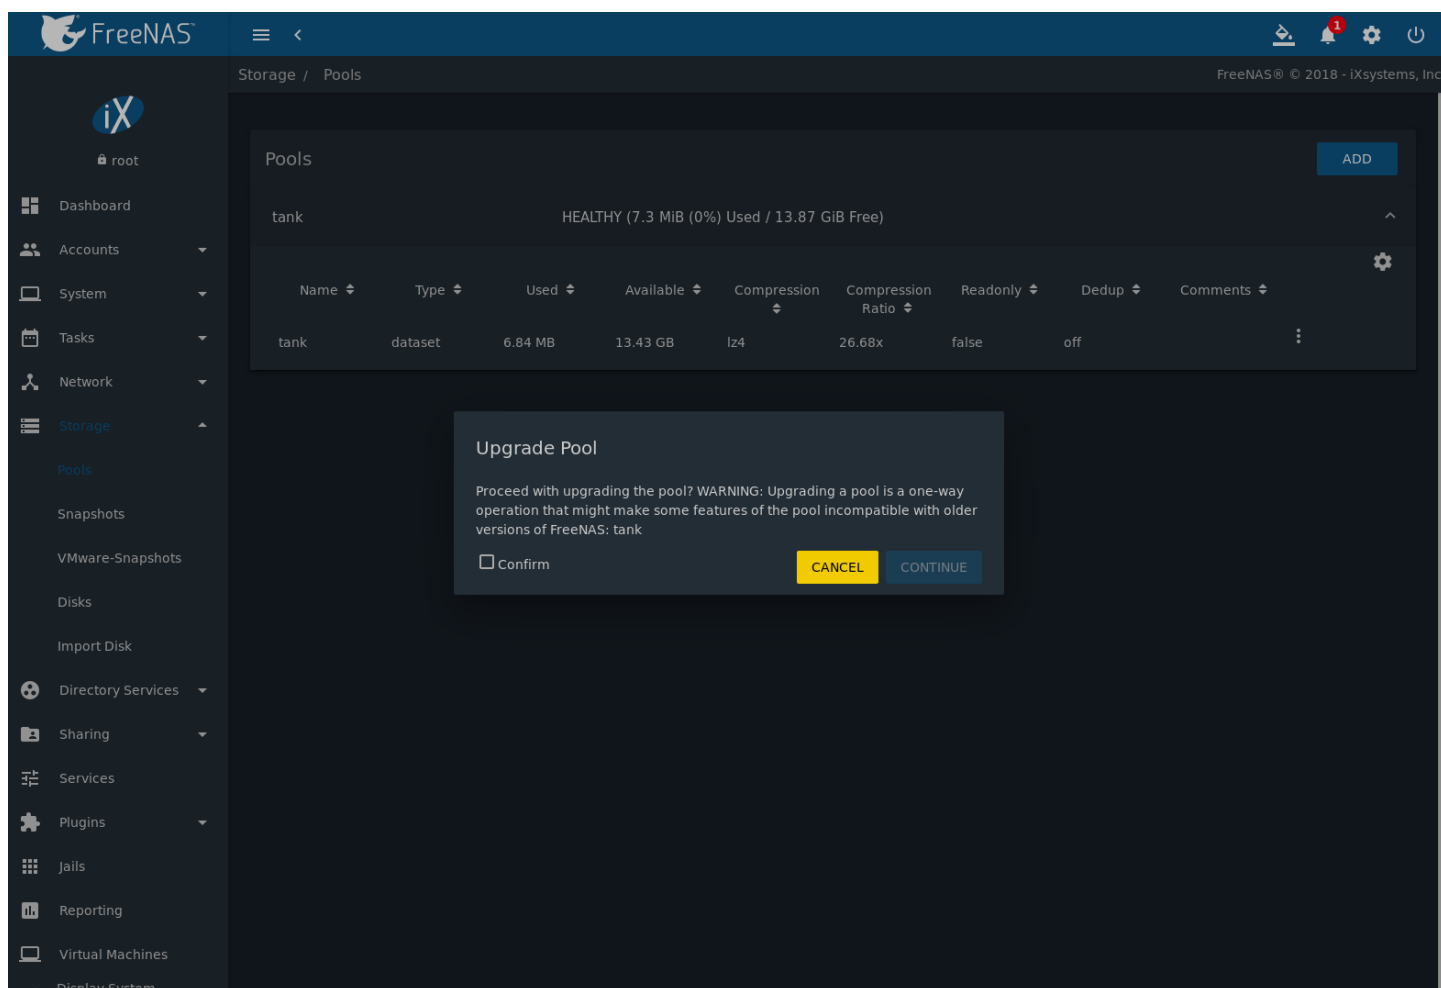 FreeNAS®
1
Storage / Pools
FreeNAS® © 2018 - iXsystems, Inc
iX
root
Dashboard
Accounts
System
Tasks
Network
Storage
Pools
Snapshots
VMware-Snapshots
Disks
Import Disk
Directory Services
Sharing
Services
Plugins
Jails
Reporting
Virtual Machines
Display System
Pools
ADD
tank HEALTHY (7.3 MiB (0%) Used / 13.87 GiB Free)
Name Type Used Available Compression Compression Ratio Readonly Dedup Comments
tank dataset 6.84 MB 13.43 GB lz4 26.68x false off
Upgrade Pool
Proceed with upgrading the pool? WARNING: Upgrading a pool is a one-way
operation that might make some features of the pool incompatible with older
versions of FreeNAS: tank
Confirm CANCEL CONTINUE